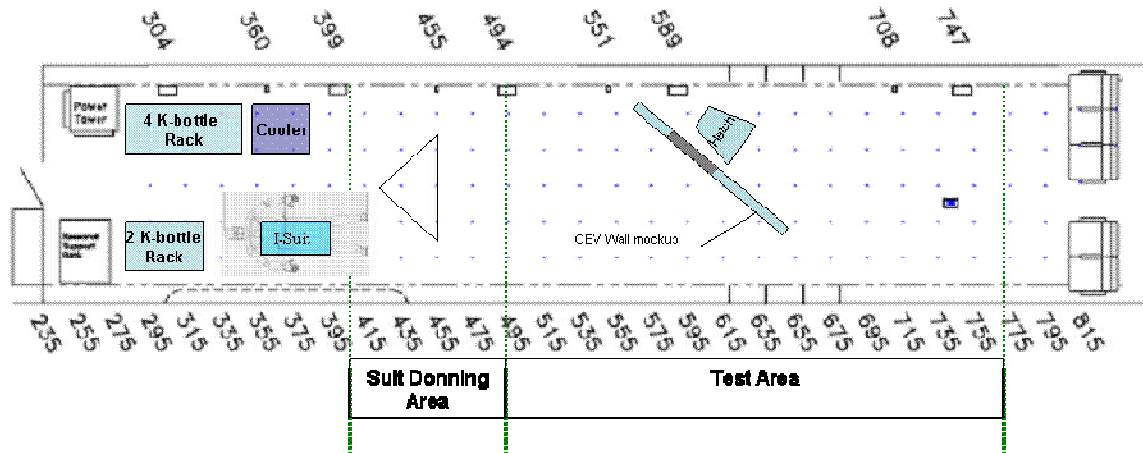 304 360 399 455 494 551 589 708 747
Power
Tower
4 K-bottle
Rack
Cooler
2 K-bottle
Rack
I-Suit
CEV Wall mockup
235 255 275 295 315 335 355 375 395 415 435 455 475 495 515 535 555 575 595 615 635 655 675 695 715 735 755 775 795 815
Suit Donning
Area
Test Area